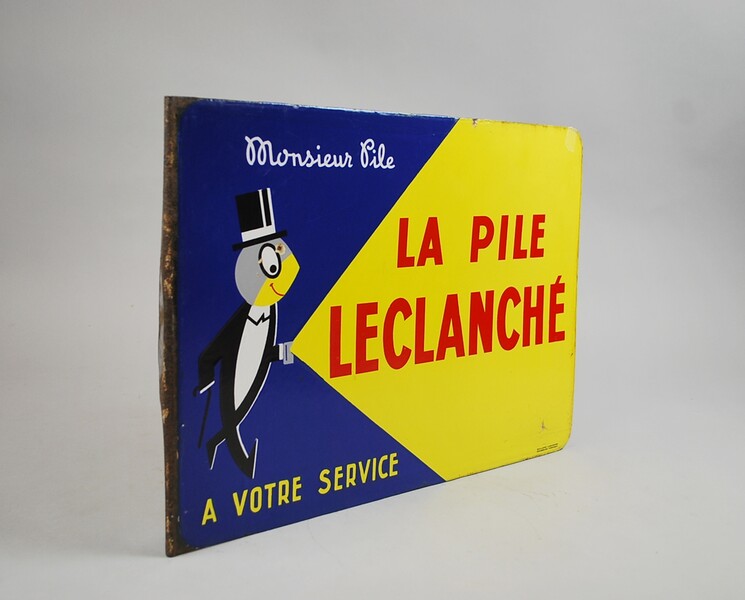 Monsieur Pile
LA PILE
LECLANCHÉ
A VOTRE SERVICE